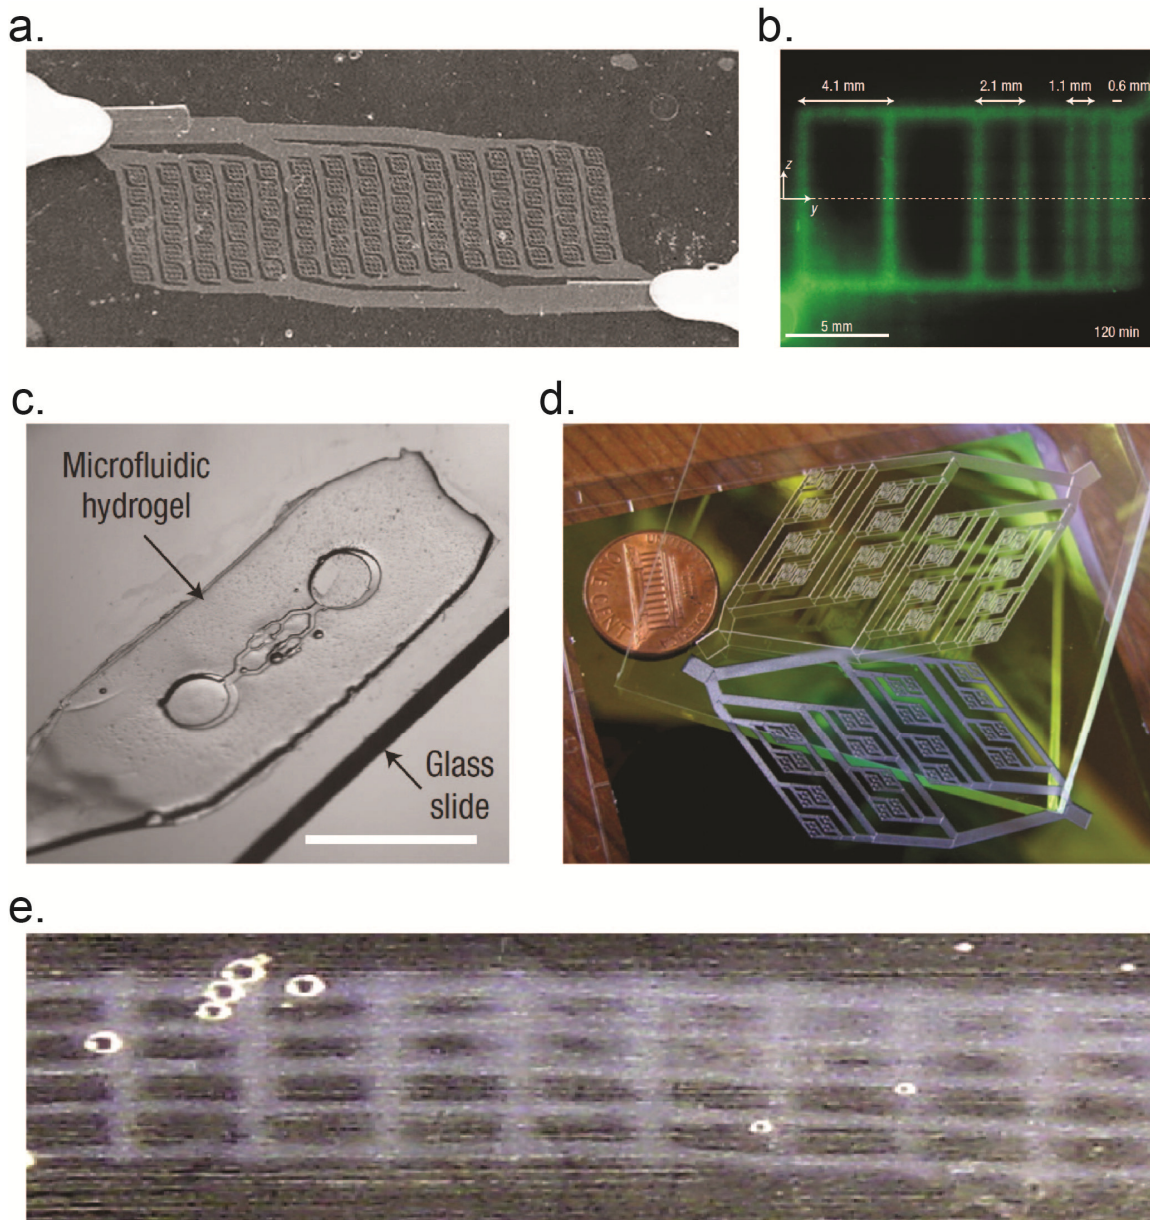 a.
b.
4.1 mm
2.1 mm
1.1 mm
0.6 mm
z
y
5 mm
120 min
c.
d.
Microfluidic
hydrogel
Glass
slide
ONE CENT
e.